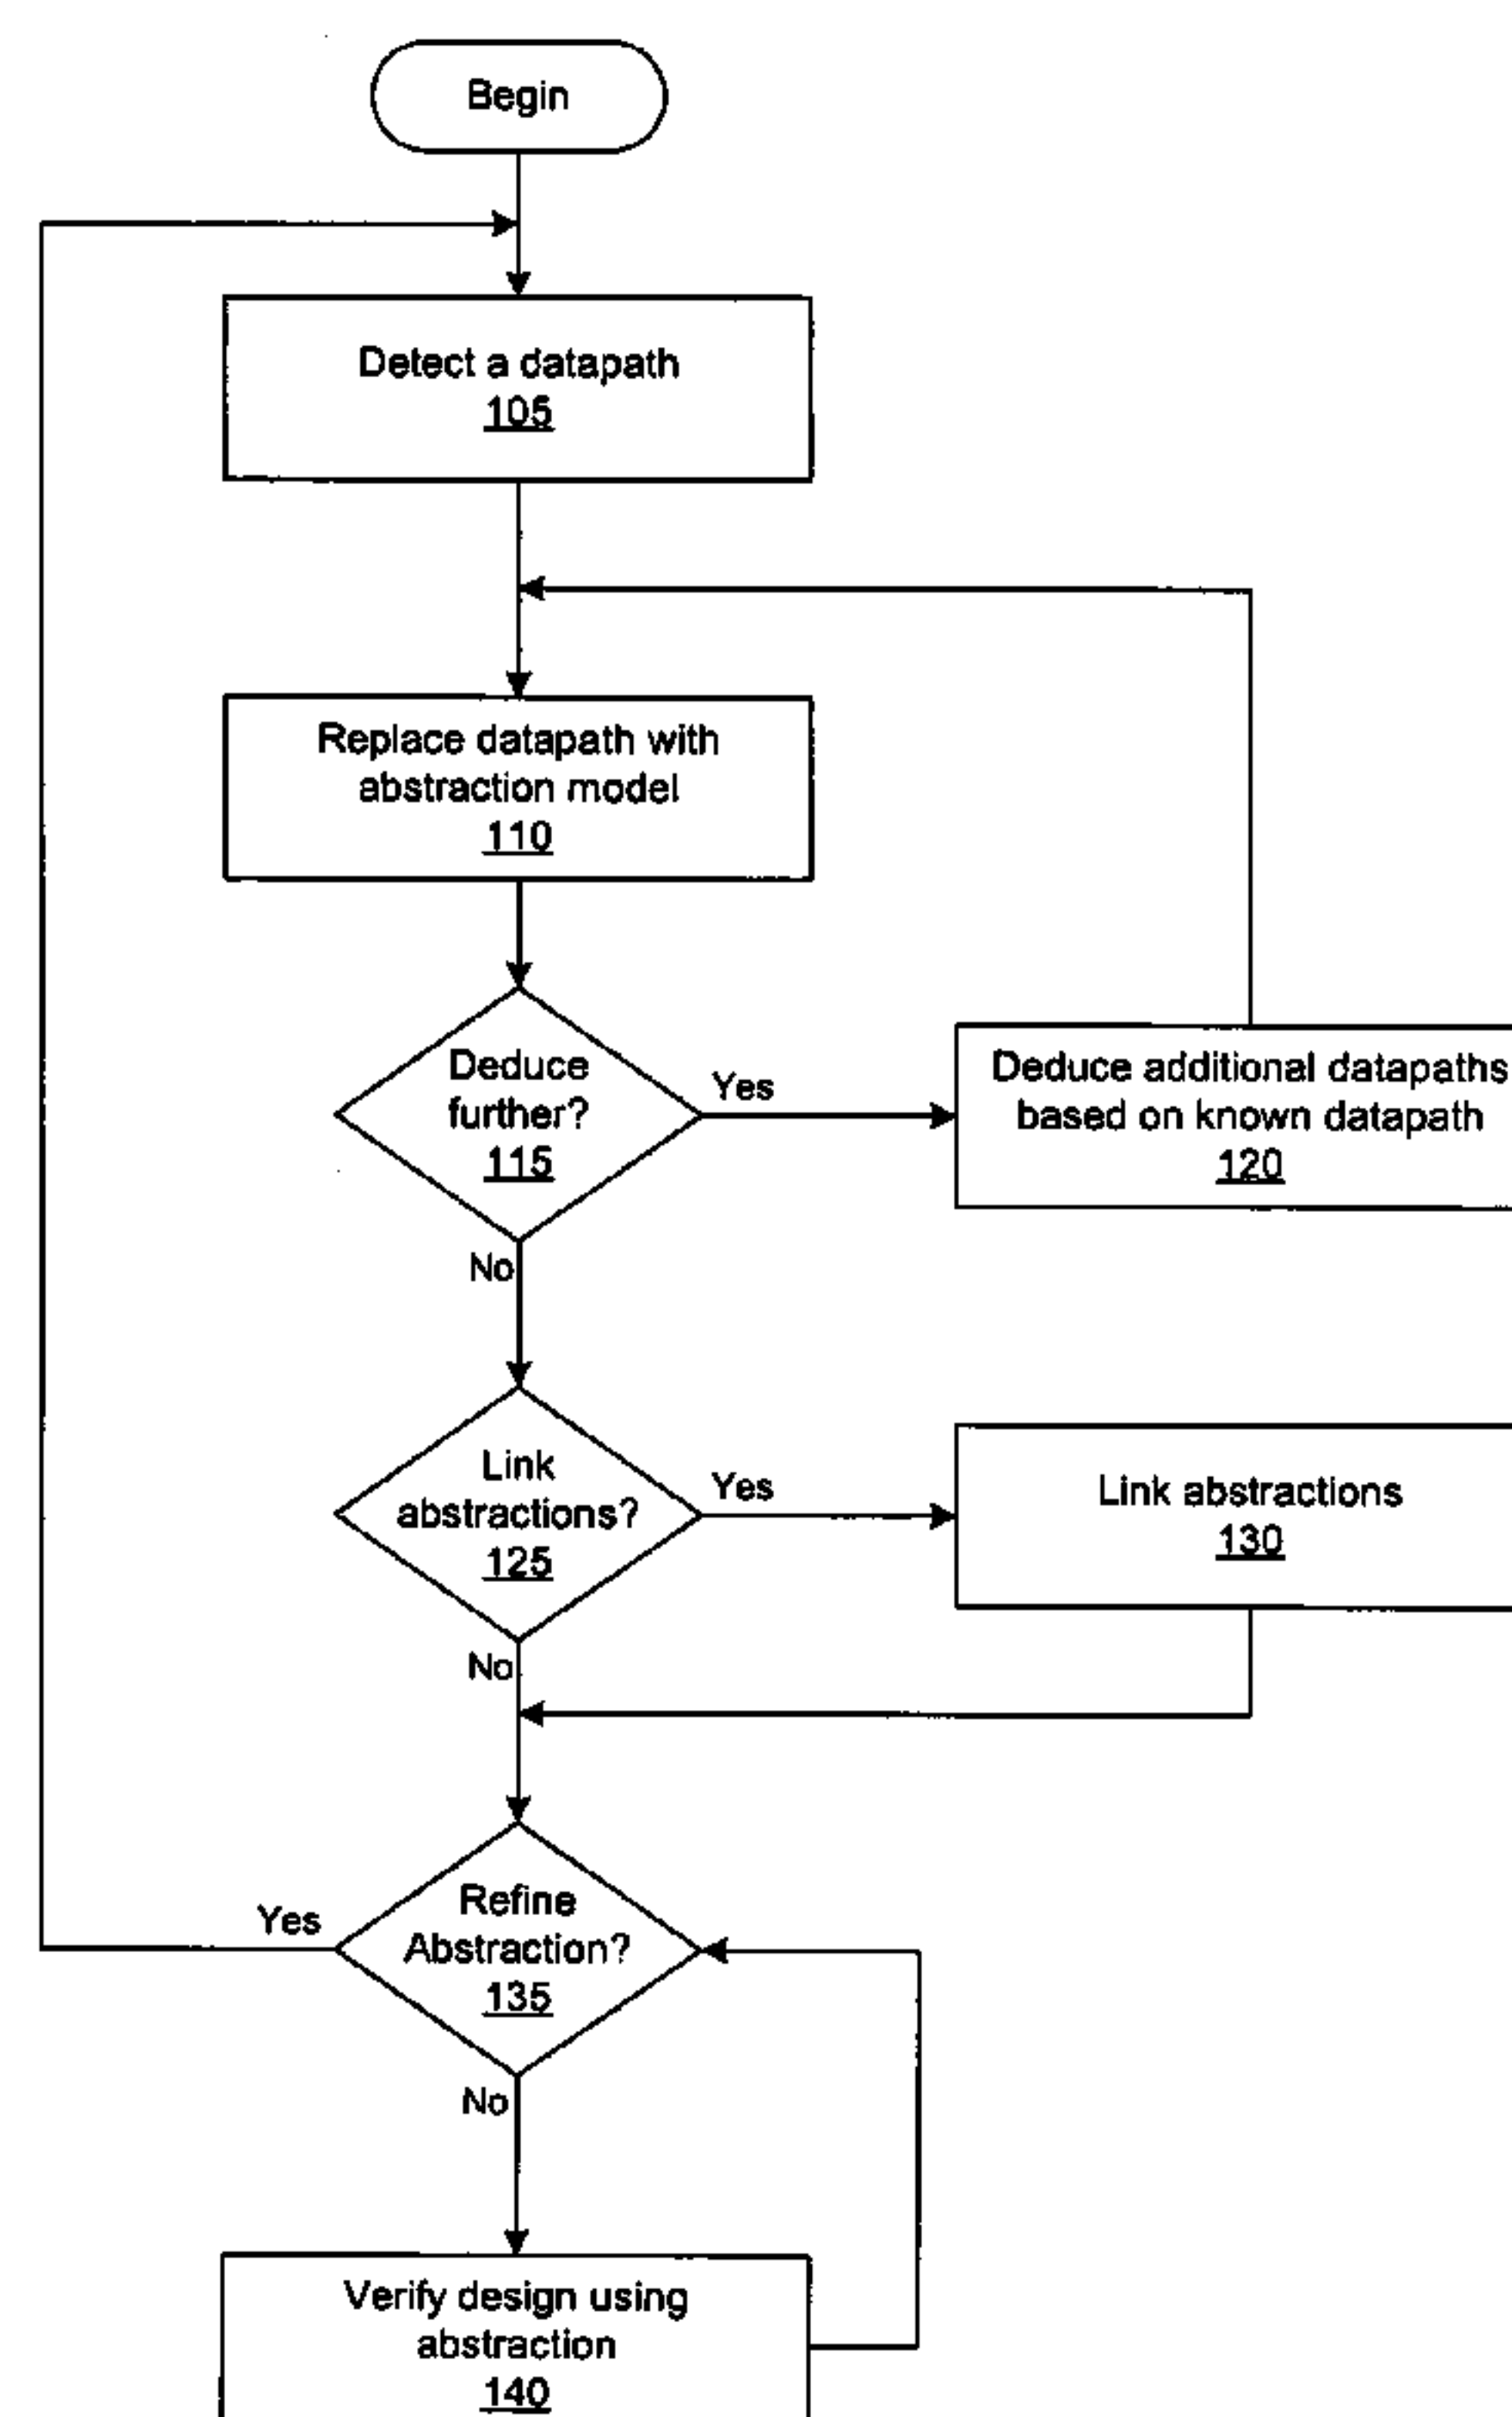 Begin
Detect a datapath
105
Replace datapath with
abstraction model
110
Deduce
further?
115
Yes
Deduce additional datapaths
based on known datapath
120
No
Link
abstractions?
125
Yes
Link abstractions
130
No
Refine
Abstraction?
135
Yes
No
Verify design using
abstraction
140